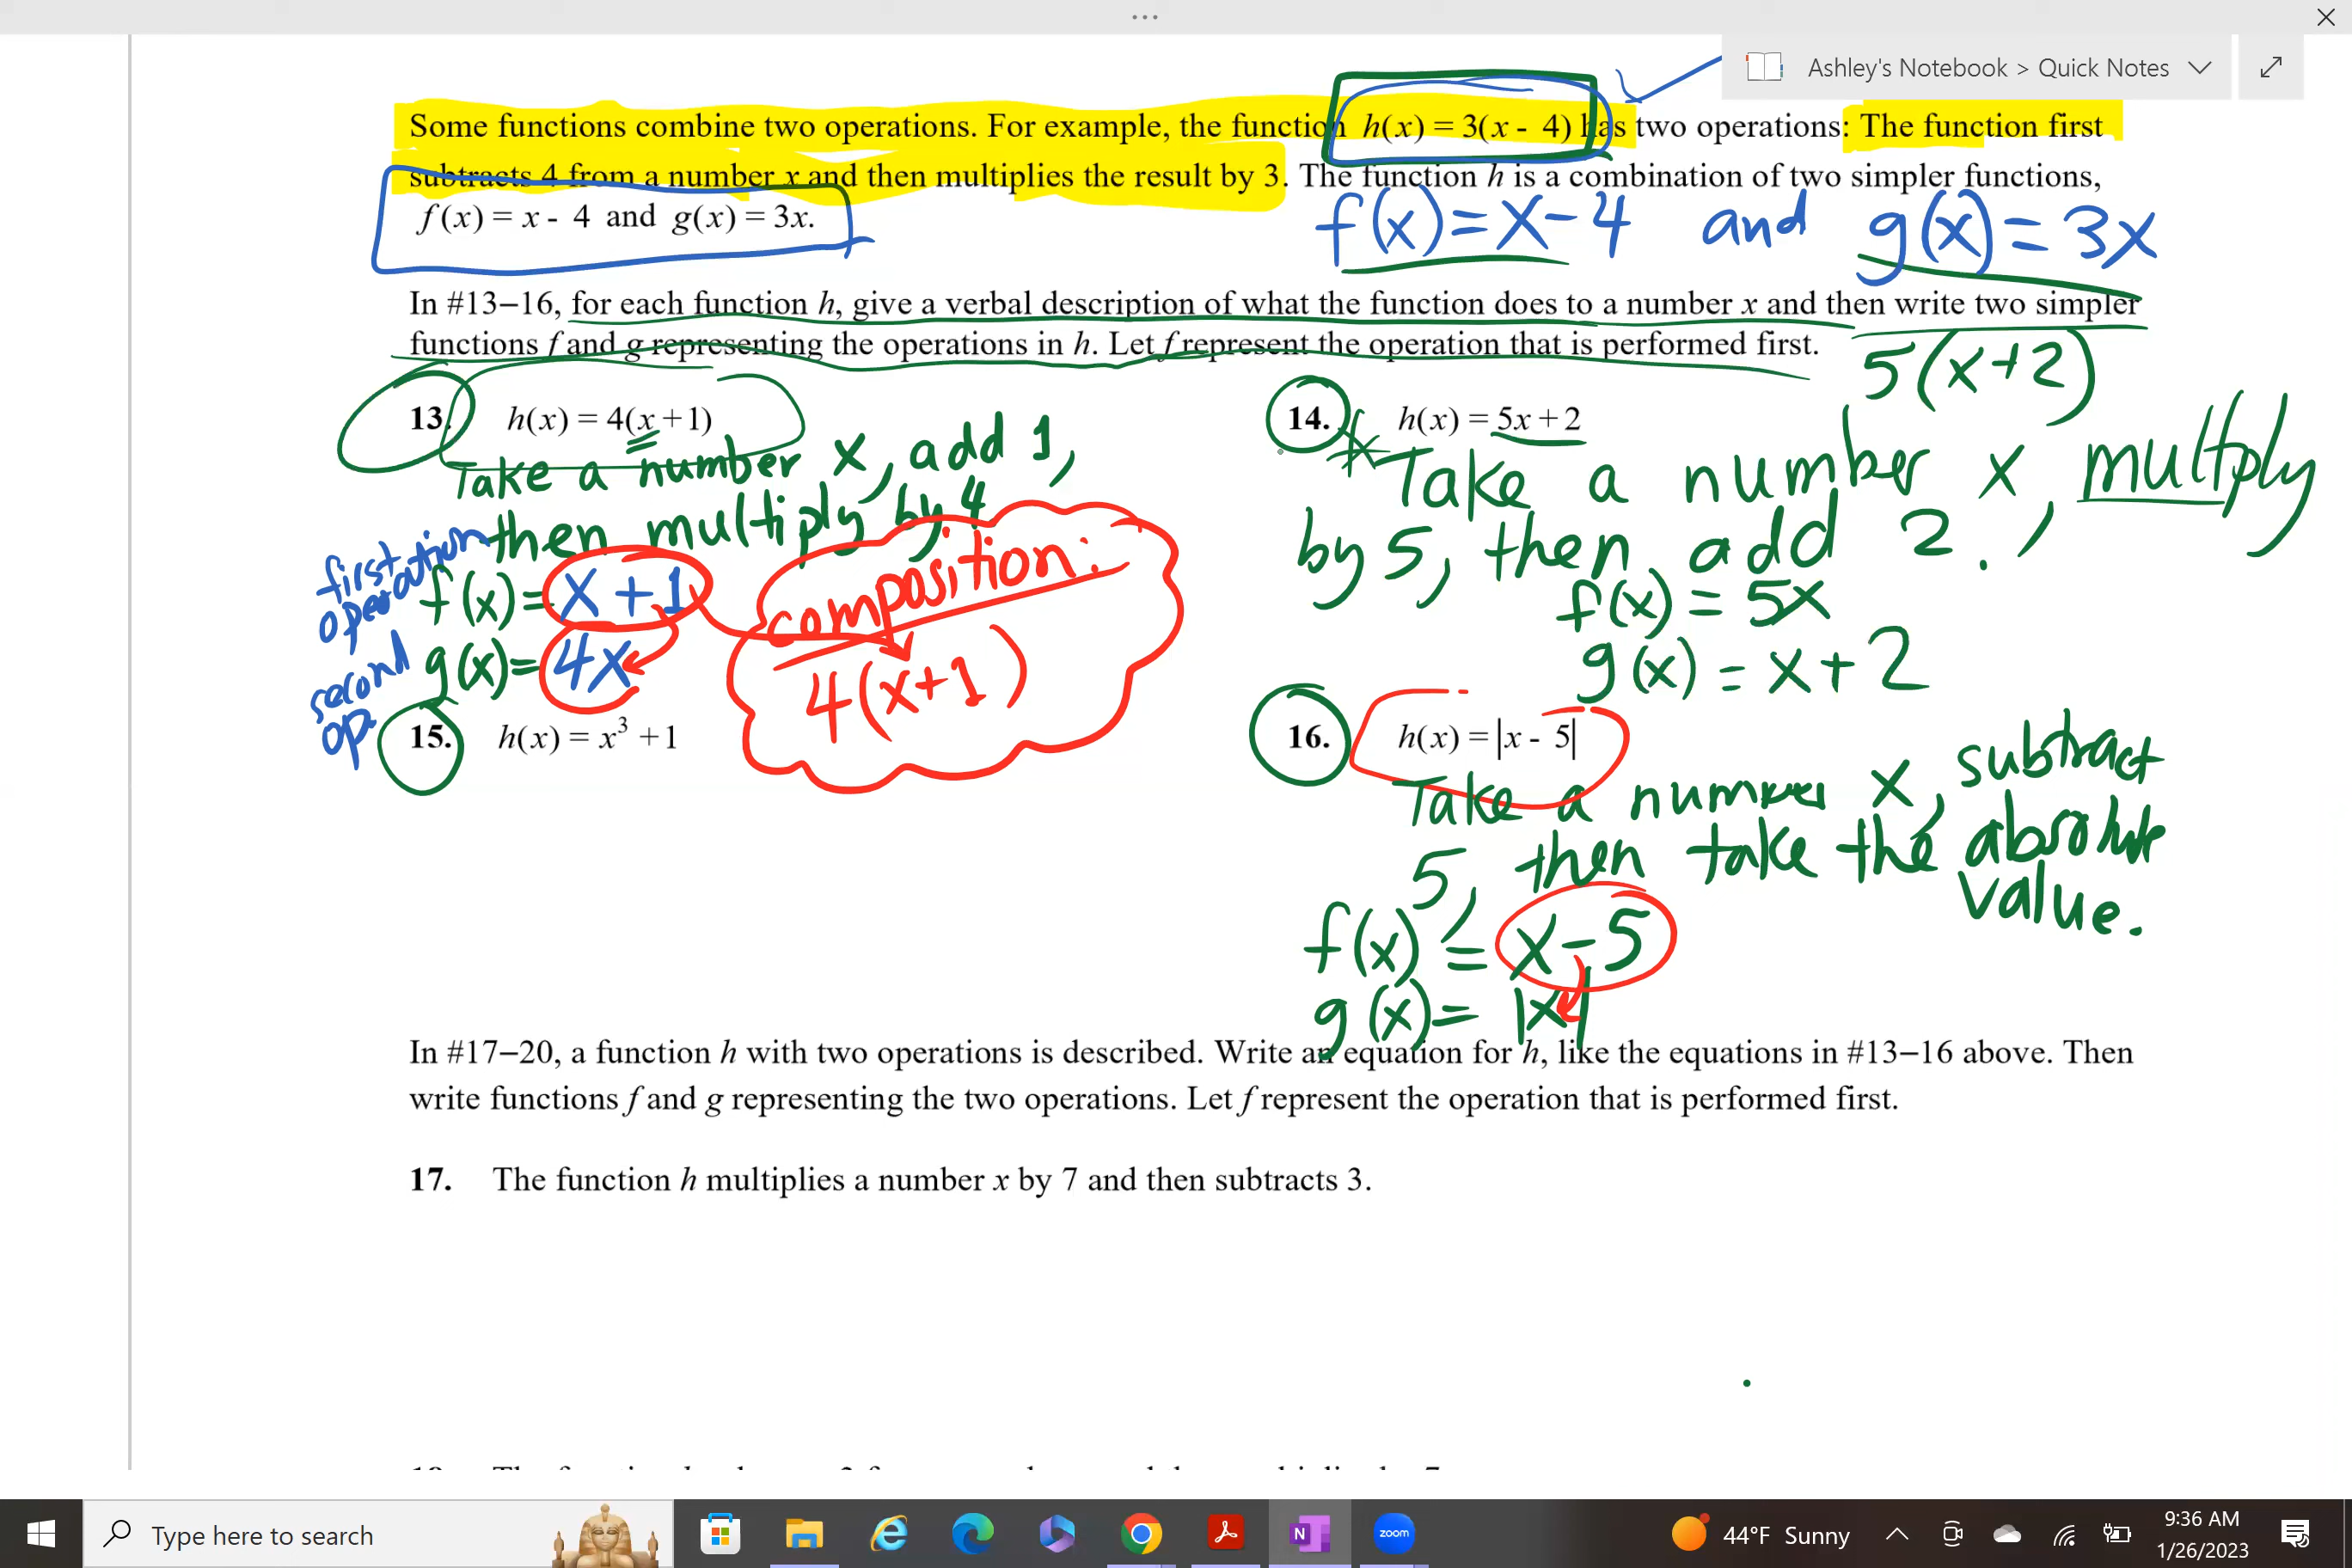 Ashley's Notebook > Quick Notes
Some functions combine two operations. For example, the function h(x) = 3(x - 4) has two operations: The function first
subtracts 4 from a number x and then multiplies the result by 3. The function h is a combination of two simpler functions,
f(x) = x - 4 and g(x) = 3x.
f(x)=x-4 and g(x)=3x
In #13–16, for each function h, give a verbal description of what the function does to a number x and then write two simpler
functions f and g representing the operations in h. Let f represent the operation that is performed first.
5(x+2)
13. h(x) = 4(x+1)
Take a number x, add 1,
then multiply by 4
first operation
f(x)=x+1
second op.
g(x)=4x
composition:
4(x+1)
14. h(x) = 5x+2
Take a number x, multiply
by 5, then add 2.
f(x)=5x
g(x)=x+2
15. h(x) = x³ +1
16. h(x) = |x - 5|
Take a number x, subtract
5, then take the absolute
value.
f(x)=x-5
g(x)=|x|
In #17–20, a function h with two operations is described. Write an equation for h, like the equations in #13–16 above. Then
write functions f and g representing the two operations. Let f represent the operation that is performed first.
17. The function h multiplies a number x by 7 and then subtracts 3.
Type here to search
zoom
44°F Sunny
9:36 AM
1/26/2023